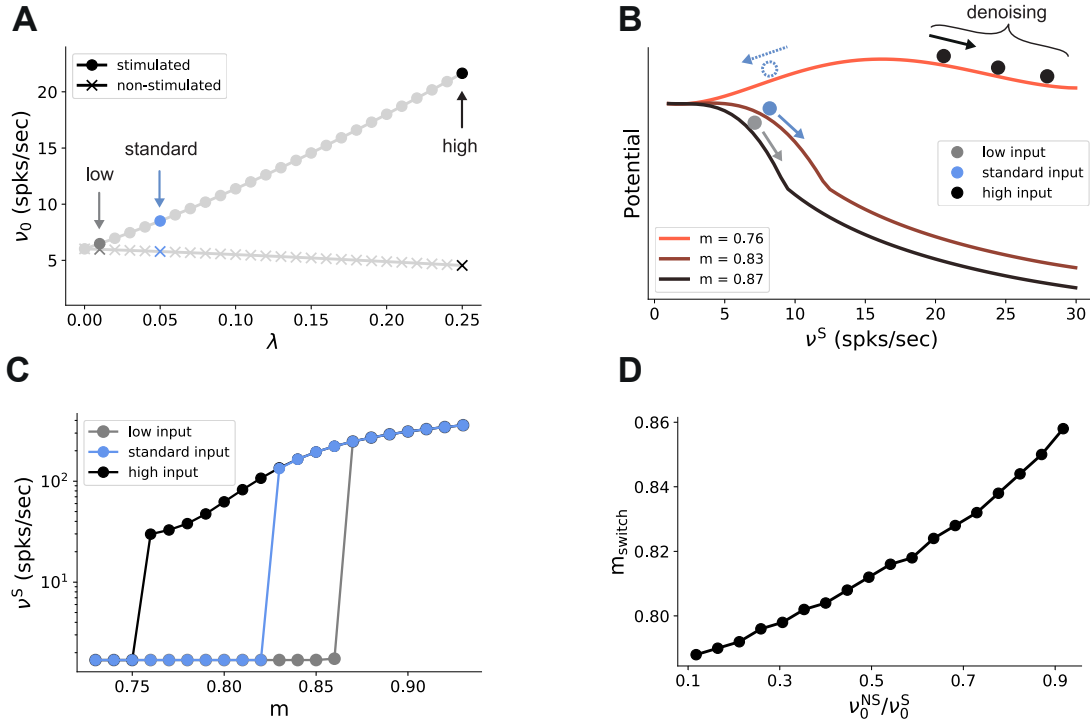 A
ν0 (spks/sec)
20
15
10
5
stimulated
non-stimulated
low
standard
high
0.00 0.05 0.10 0.15 0.20 0.25
λ
B
denoising
Potential
low input
standard input
high input
m = 0.76
m = 0.83
m = 0.87
0 5 10 15 20 25 30
νS (spks/sec)
C
νS (spks/sec)
10²
10¹
low input
standard input
high input
0.75 0.80 0.85 0.90
m
D
mswitch
0.86
0.84
0.82
0.80
0.1 0.3 0.5 0.7 0.9
ν0NS/ν0S